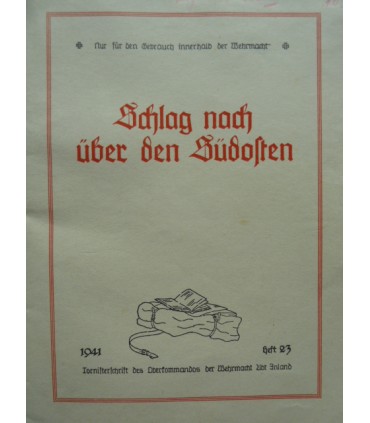 Nur für den Gebrauch innerhalb der Wehrmacht
Schlag nach
über den Südosten
1941 Heft 23
Tornisterschrift des Oberkommandos der Wehrmacht Abt Inland